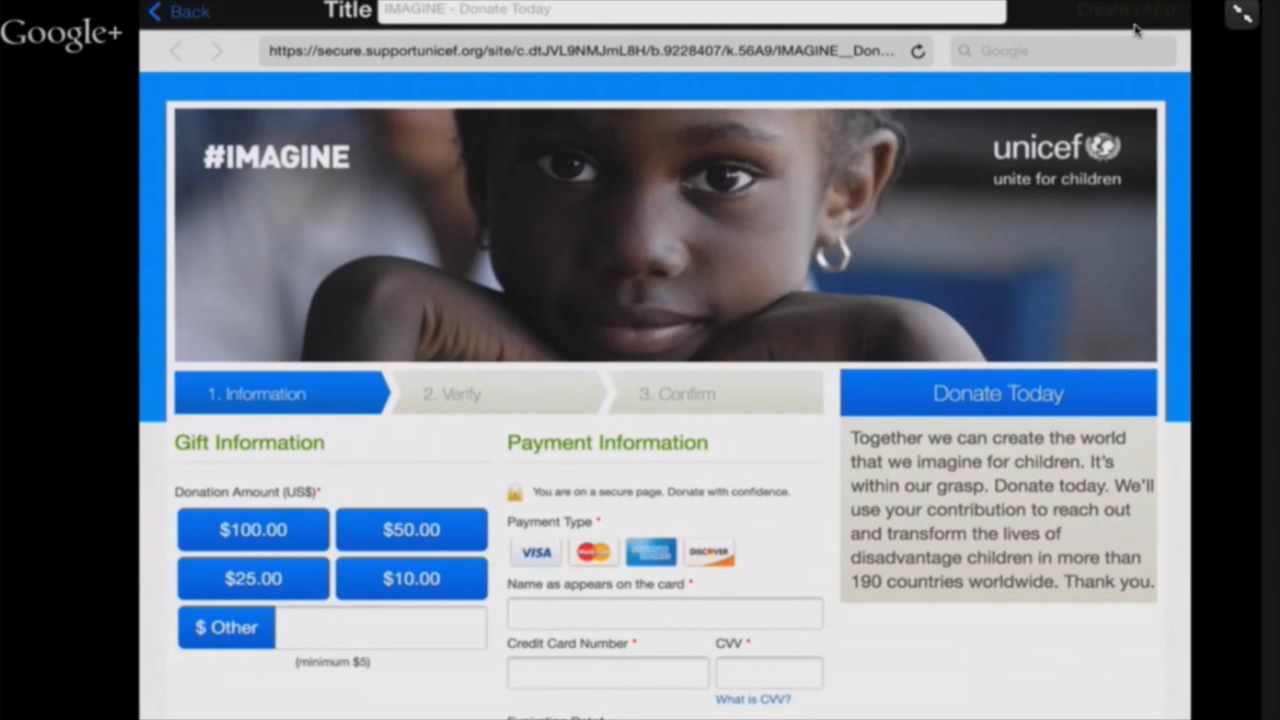 Google+
Back
Title
IMAGINE - Donate Today
https://secure.supportunicef.org/site/c.dtJVL9NMJmL8H/b.9228407/k.56A9/IMAGINE__Don...
Google
#IMAGINE
unicef
unite for children
1. Information
2. Verify
3. Confirm
Donate Today
Gift Information
Donation Amount (US$)*
$100.00
$50.00
$25.00
$10.00
$ Other
(minimum $5)
Payment Information
You are on a secure page. Donate with confidence.
Payment Type *
VISA
MasterCard
DISCOVER
Name as appears on the card *
Credit Card Number *
CVV *
What is CVV?
Together we can create the world
that we imagine for children. It's
within our grasp. Donate today. We'll
use your contribution to reach out
and transform the lives of
disadvantage children in more than
190 countries worldwide. Thank you.